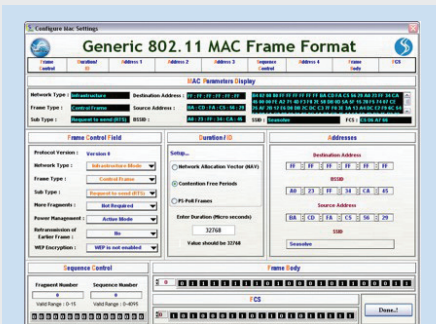 Configure Mac Settings
Generic 802.11 MAC Frame Format
Frame Control
Duration/ ID
Address 1
Address 2
Address 3
Sequence Control
Address 4
Frame Body
FCS
MAC Parameters Display
Network Type : Infrastructure
Destination Address : FF : FF : FF : FF : FF : FF
Frame Type : Control Frame
Source Address : BA - CD - FA - C5 - 56 - 29
Sub Type : Request to send (RTS)
BSSID : A0 : 23 : FF : 34 : CA : 45
SSID : Seasolve
FCS :
Frame Control Field
Protocol Version : Version 0
Network Type : Infrastructure Mode
Frame Type : Control Frame
Sub Type : Request to send (RTS)
More Fragments : Not Required
Power Management : Active Mode
Retransmission of Earlier Frame : No
WEP Encryption : WEP is not enabled
Duration/ID
Setup...
Network Allocation Vector (NAV)
Contention Free Periods
PS-Poll Frames
Enter Duration (Micro seconds)
32768
Value should be 32768
Addresses
Destination Address
FF : FF : FF : FF : FF : FF
BSSID
A0 : 23 : FF : 34 : CA : 45
Source Address
BA : CD : FA : C5 : 56 : 29
SSID
Seasolve
Sequence Control
Fragment Number
Sequence Number
0
0
Valid Range : 0-15
Valid Range : 0-4095
Frame Body
FCS
Done..!